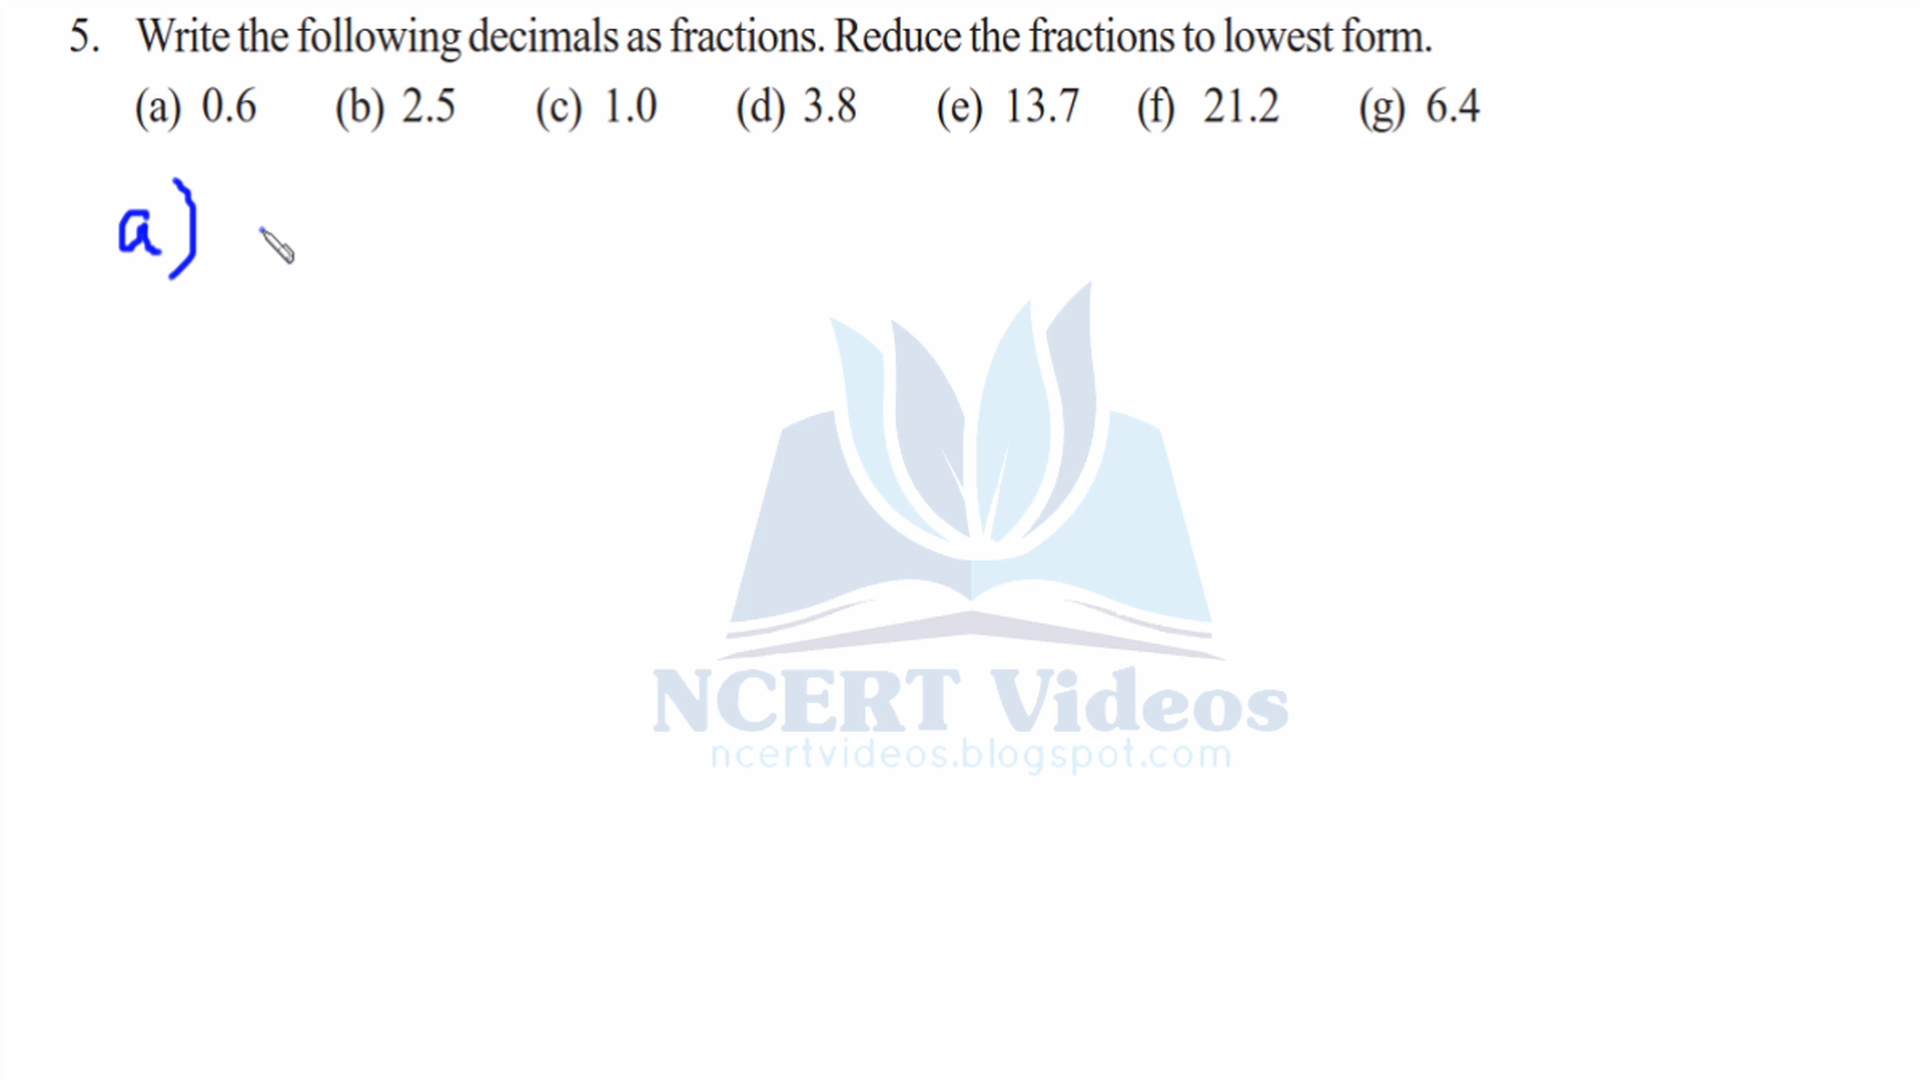 5. Write the following decimals as fractions. Reduce the fractions to lowest form.
(a) 0.6 (b) 2.5 (c) 1.0 (d) 3.8 (e) 13.7 (f) 21.2 (g) 6.4
a)
NCERT Videos
ncertvideos.blogspot.com